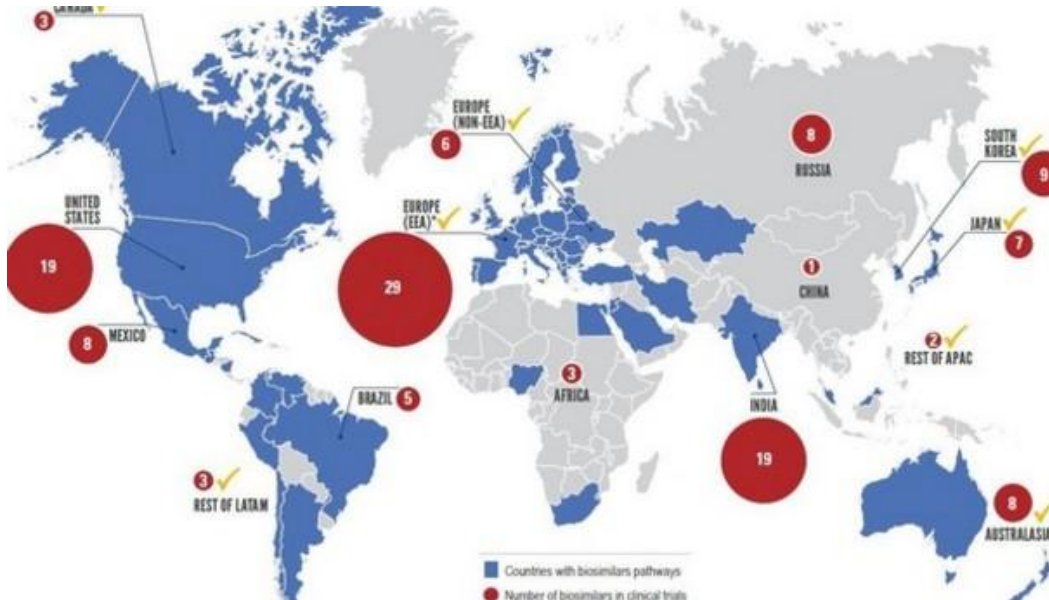 CANADA
3
EUROPE
(NON-EEA)
6
8
RUSSIA
SOUTH
KOREA
9
UNITED
STATES
19
EUROPE
(EEA)*
29
JAPAN
7
1
CHINA
MEXICO
8
2
REST OF APAC
3
AFRICA
BRAZIL 5
INDIA
19
3
REST OF LATAM
8
AUSTRALASIA
Countries with biosimilars pathways
Number of biosimilars in clinical trials